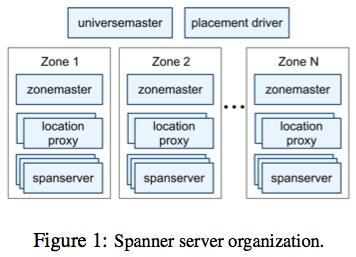 universemaster
placement driver
Zone 1
zonemaster
location
proxy
spanserver
Zone 2
zonemaster
location
proxy
spanserver
...
Zone N
zonemaster
location
proxy
spanserver
Figure 1: Spanner server organization.